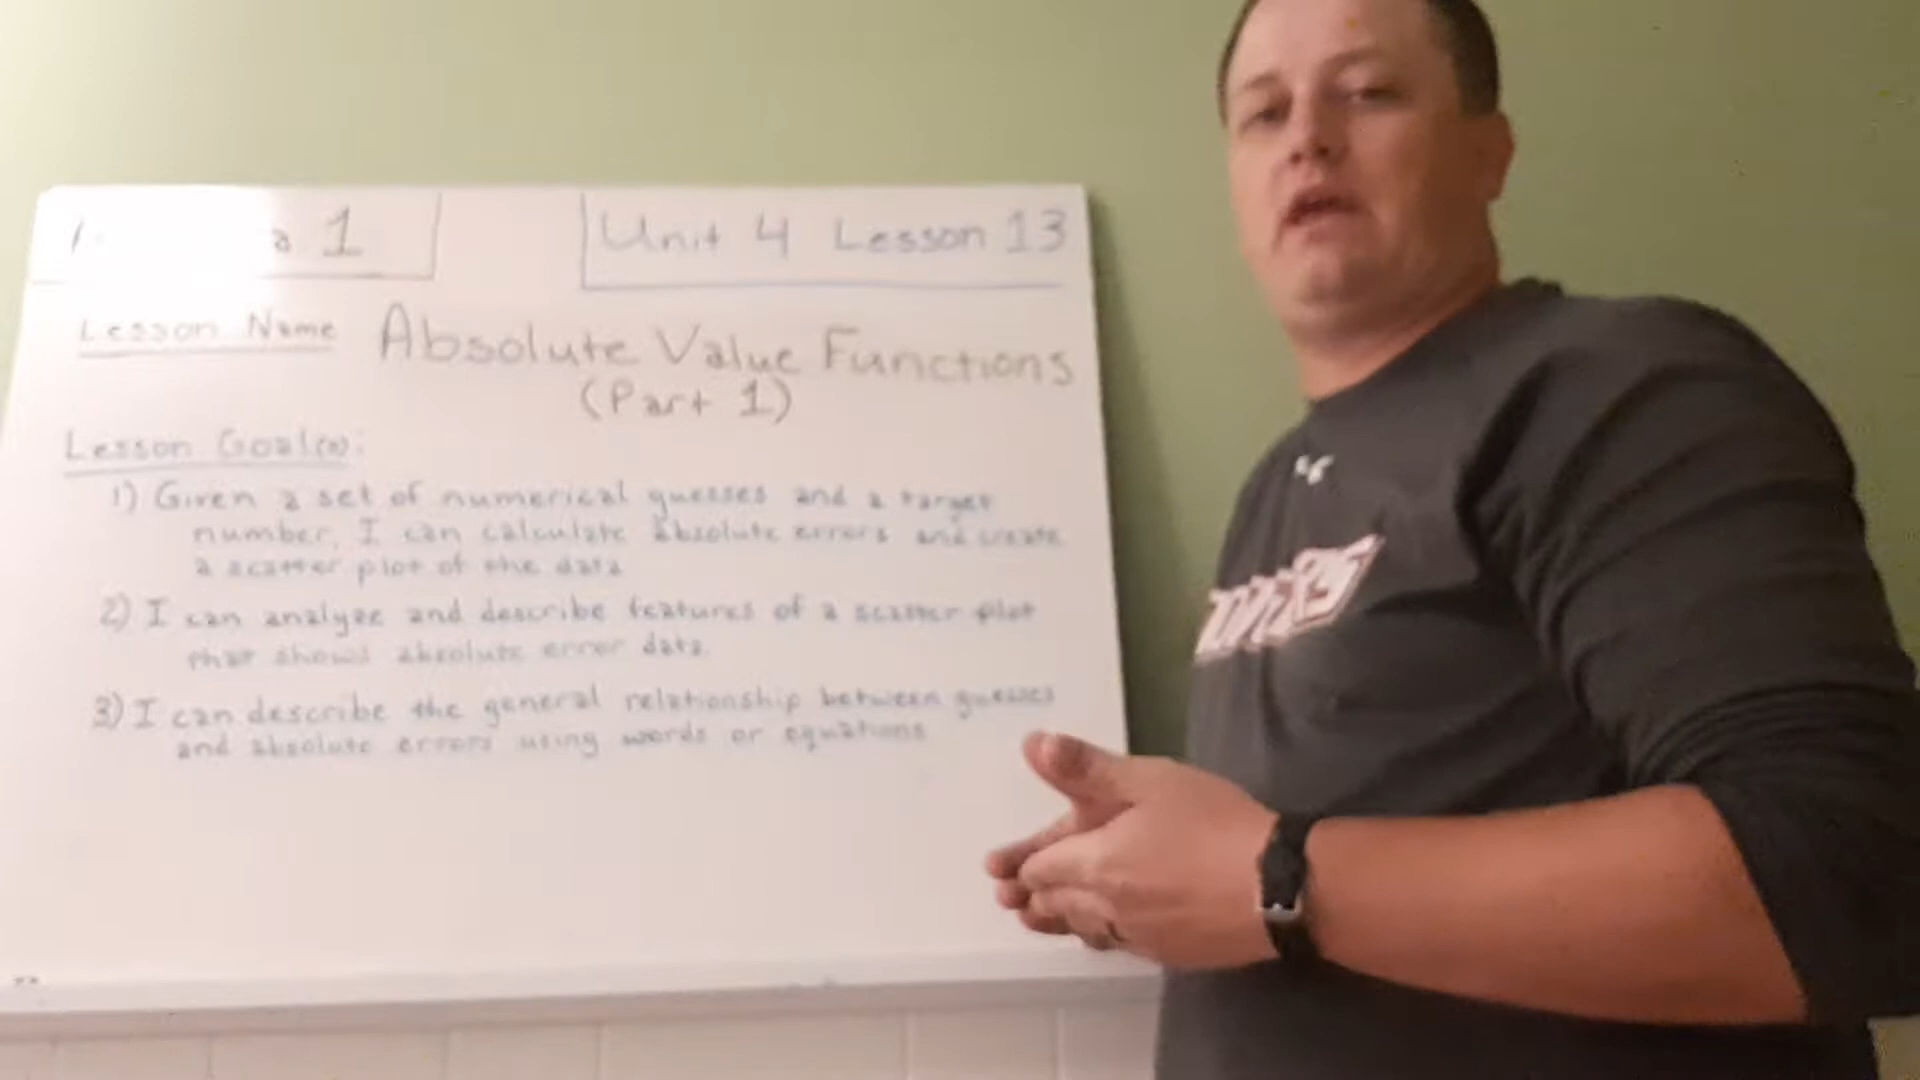 a 1
Unit 4 Lesson 13
Lesson Name Absolute Value Functions
(Part 1)
Lesson Goal(s):
1) Given a set of numerical guesses and a target
number, I can calculate absolute errors and create
a scatter plot of the data
2) I can analyze and describe features of a scatter plot
that shows absolute error data.
3) I can describe the general relationship between guesses
and absolute errors using words or equations